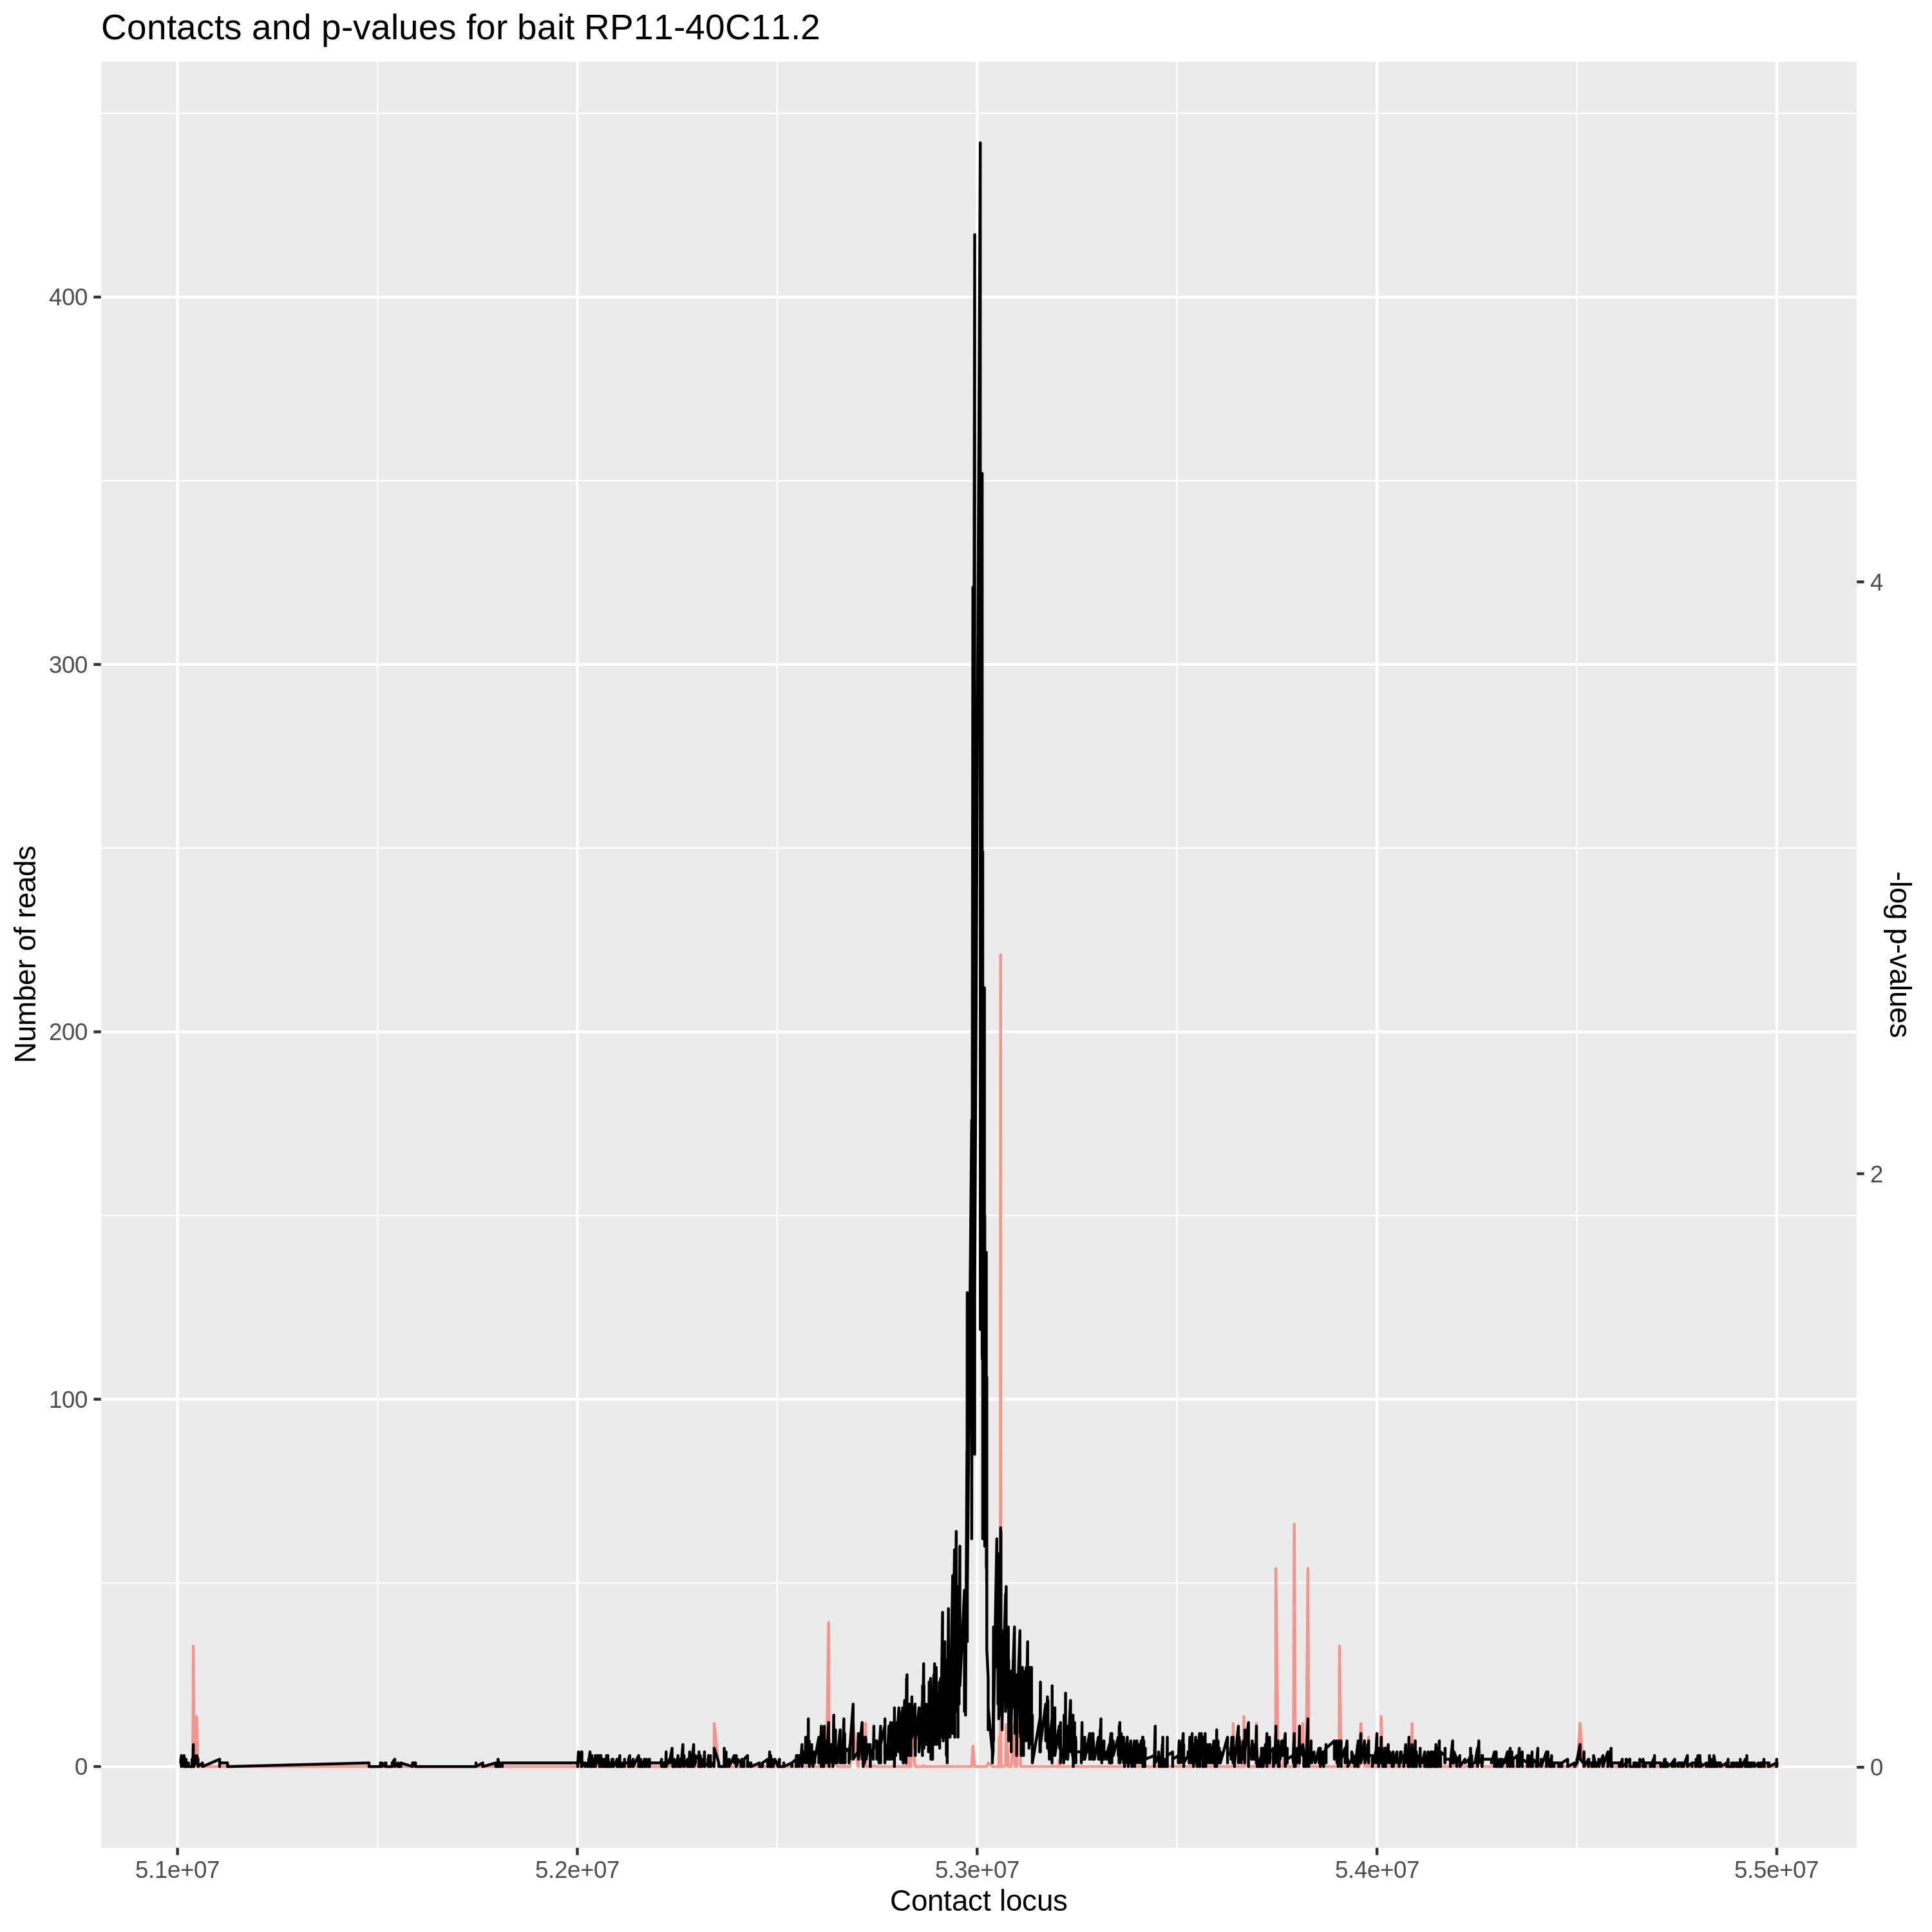 Contacts and p-values for bait RP11-40C11.2
Number of reads
400
300
200
100
0
4
2
0
-log p-values
5.1e+07
5.2e+07
5.3e+07
5.4e+07
5.5e+07
Contact locus